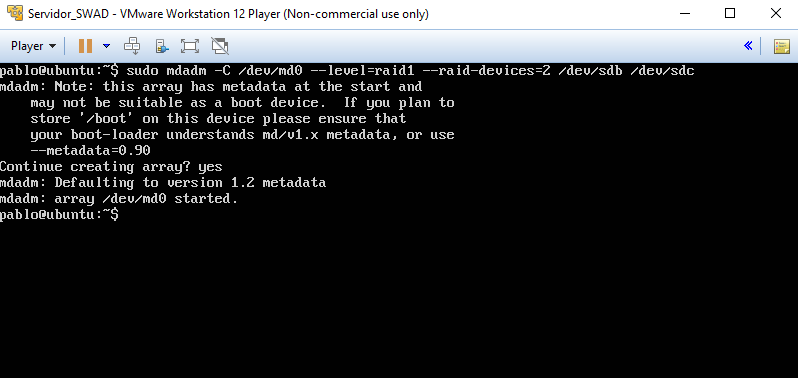 Servidor_SWAD - VMware Workstation 12 Player (Non-commercial use only)
Player
pablo@ubuntu:~$ sudo mdadm -C /dev/md0 --level=raid1 --raid-devices=2 /dev/sdb /dev/sdc
mdadm: Note: this array has metadata at the start and
    may not be suitable as a boot device.  If you plan to
    store '/boot' on this device please ensure that
    your boot-loader understands md/v1.x metadata, or use
    --metadata=0.90
Continue creating array? yes
mdadm: Defaulting to version 1.2 metadata
mdadm: array /dev/md0 started.
pablo@ubuntu:~$